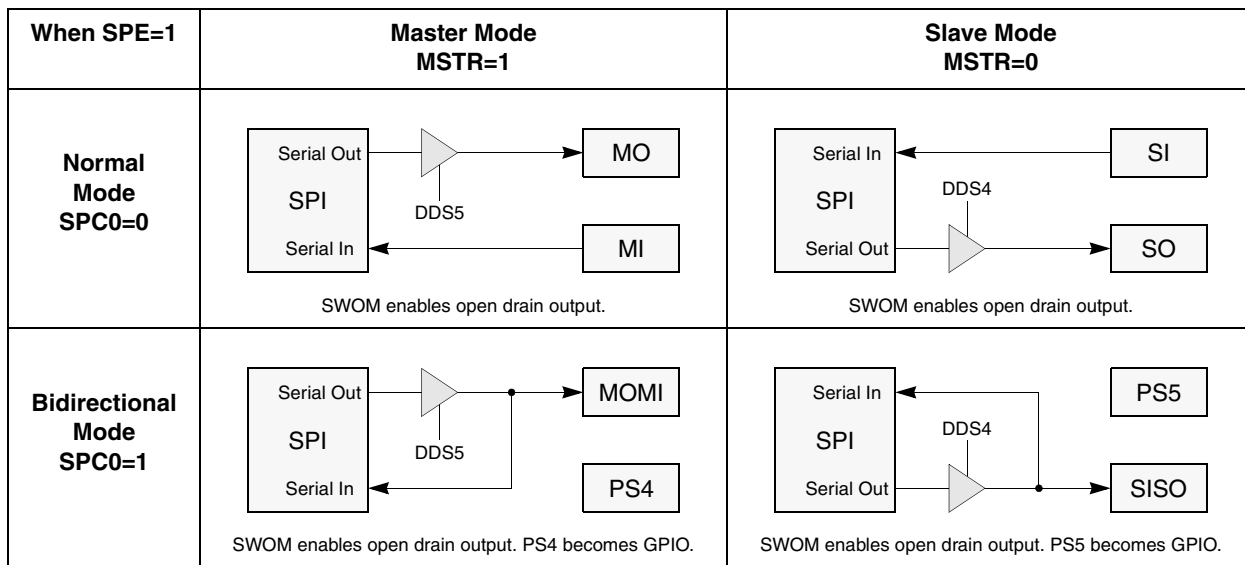 When SPE=1
Master Mode
MSTR=1
Slave Mode
MSTR=0
Normal
Mode
SPC0=0
Serial Out
SPI
Serial In
DDS5
MO
MI
SWOM enables open drain output.
Serial In
SPI
Serial Out
DDS4
SI
SO
SWOM enables open drain output.
Bidirectional
Mode
SPC0=1
Serial Out
SPI
Serial In
DDS5
MOMI
PS4
SWOM enables open drain output. PS4 becomes GPIO.
Serial In
SPI
Serial Out
DDS4
PS5
SISO
SWOM enables open drain output. PS5 becomes GPIO.